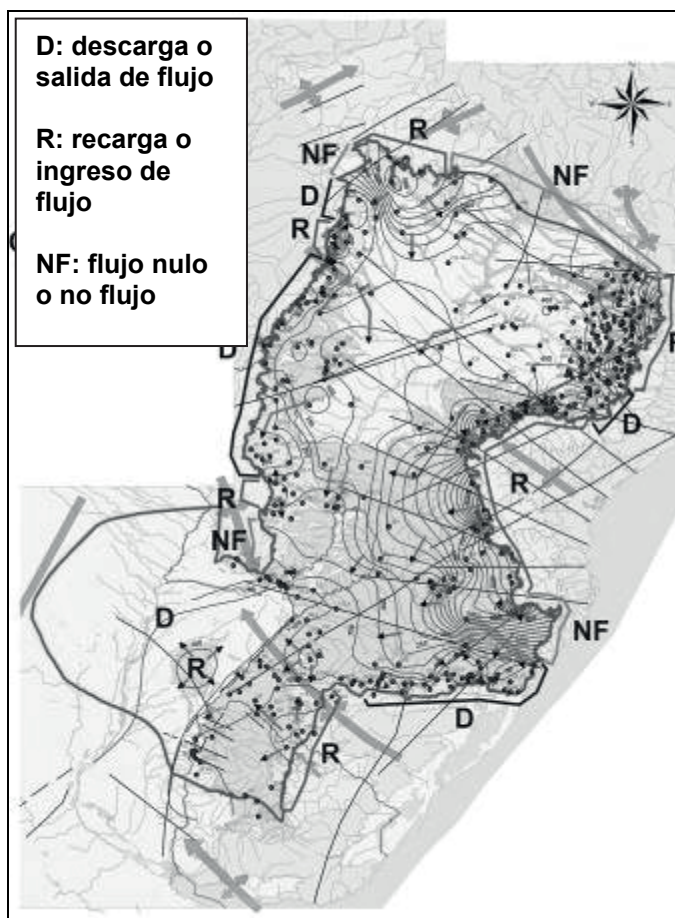 D: descarga o
salida de flujo
R: recarga o
ingreso de
flujo
NF: flujo nulo
o no flujo
R
NF
NF
D
R
D
R
D
R
R
NF
D
NF
R
D
R